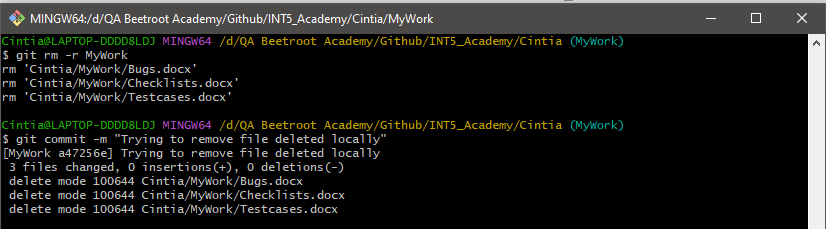 MINGW64:/d/QA Beetroot Academy/Github/INT5_Academy/Cintia/MyWork
Cintia@LAPTOP-DDDD8LDJ MINGW64 /d/QA Beetroot Academy/Github/INT5_Academy/Cintia (MyWork)
$ git rm -r MyWork
rm 'Cintia/MyWork/Bugs.docx'
rm 'Cintia/MyWork/Checklists.docx'
rm 'Cintia/MyWork/Testcases.docx'
Cintia@LAPTOP-DDDD8LDJ MINGW64 /d/QA Beetroot Academy/Github/INT5_Academy/Cintia (MyWork)
$ git commit -m "Trying to remove file deleted locally"
[MyWork a47256e] Trying to remove file deleted locally
3 files changed, 0 insertions(+), 0 deletions(-)
delete mode 100644 Cintia/MyWork/Bugs.docx
delete mode 100644 Cintia/MyWork/Checklists.docx
delete mode 100644 Cintia/MyWork/Testcases.docx